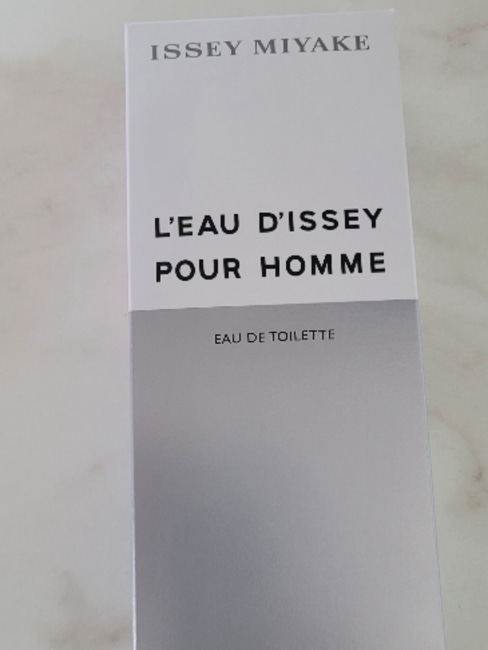 ISSEY MIYAKE
L'EAU D'ISSEY
POUR HOMME
EAU DE TOILETTE